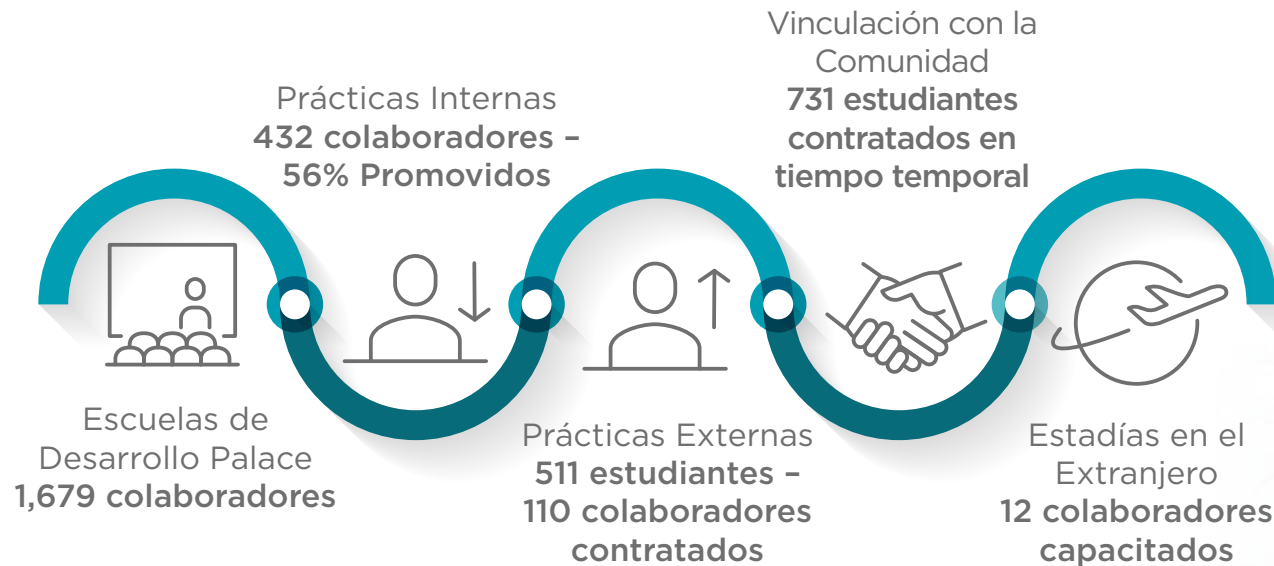 Escuelas de
Desarrollo Palace
1,679 colaboradores
Prácticas Internas
432 colaboradores –
56% Promovidos
Prácticas Externas
511 estudiantes –
110 colaboradores
contratados
Vinculación con la
Comunidad
731 estudiantes
contratados en
tiempo temporal
Estadías en el
Extranjero
12 colaboradores
capacitados